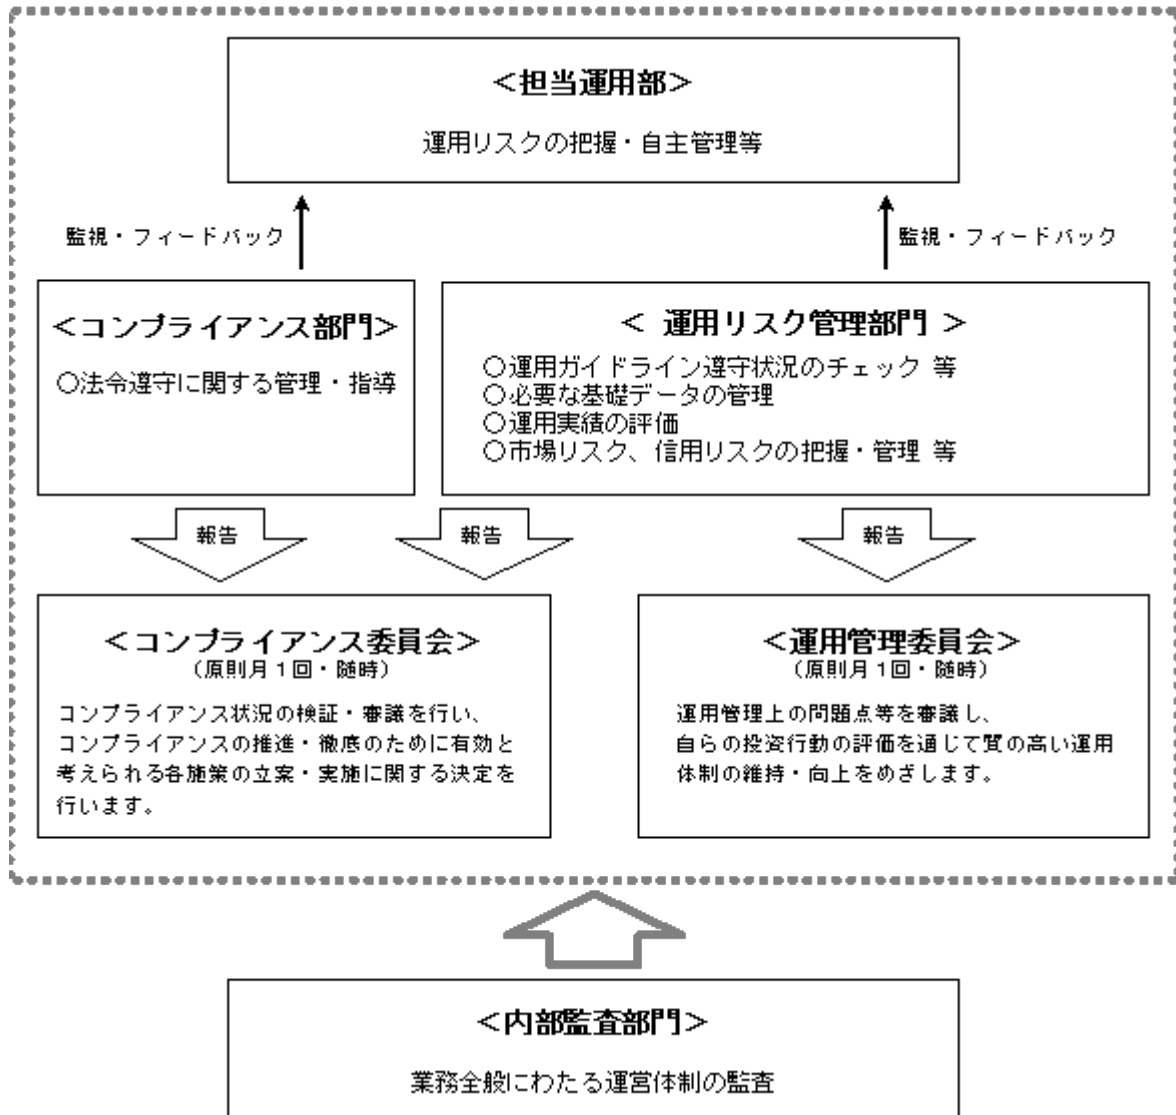 ＜担当運用部＞
運用リスクの把握・自主管理等
監視・フィードバック
監視・フィードバック
＜コンプライアンス部門＞
○法令遵守に関する管理・指導
＜ 運用リスク管理部門 ＞
○運用ガイドライン遵守状況のチェック 等
○必要な基礎データの管理
○運用実績の評価
○市場リスク、信用リスクの把握・管理 等
報告
報告
報告
＜コンプライアンス委員会＞
（原則月１回・随時）
コンプライアンス状況の検証・審議を行い、
コンプライアンスの推進・徹底のために有効と
考えられる各施策の立案・実施に関する決定を
行います。
＜運用管理委員会＞
（原則月１回・随時）
運用管理上の問題点等を審議し、
自らの投資行動の評価を通じて質の高い運用
体制の維持・向上をめざします。
＜内部監査部門＞
業務全般にわたる運営体制の監査